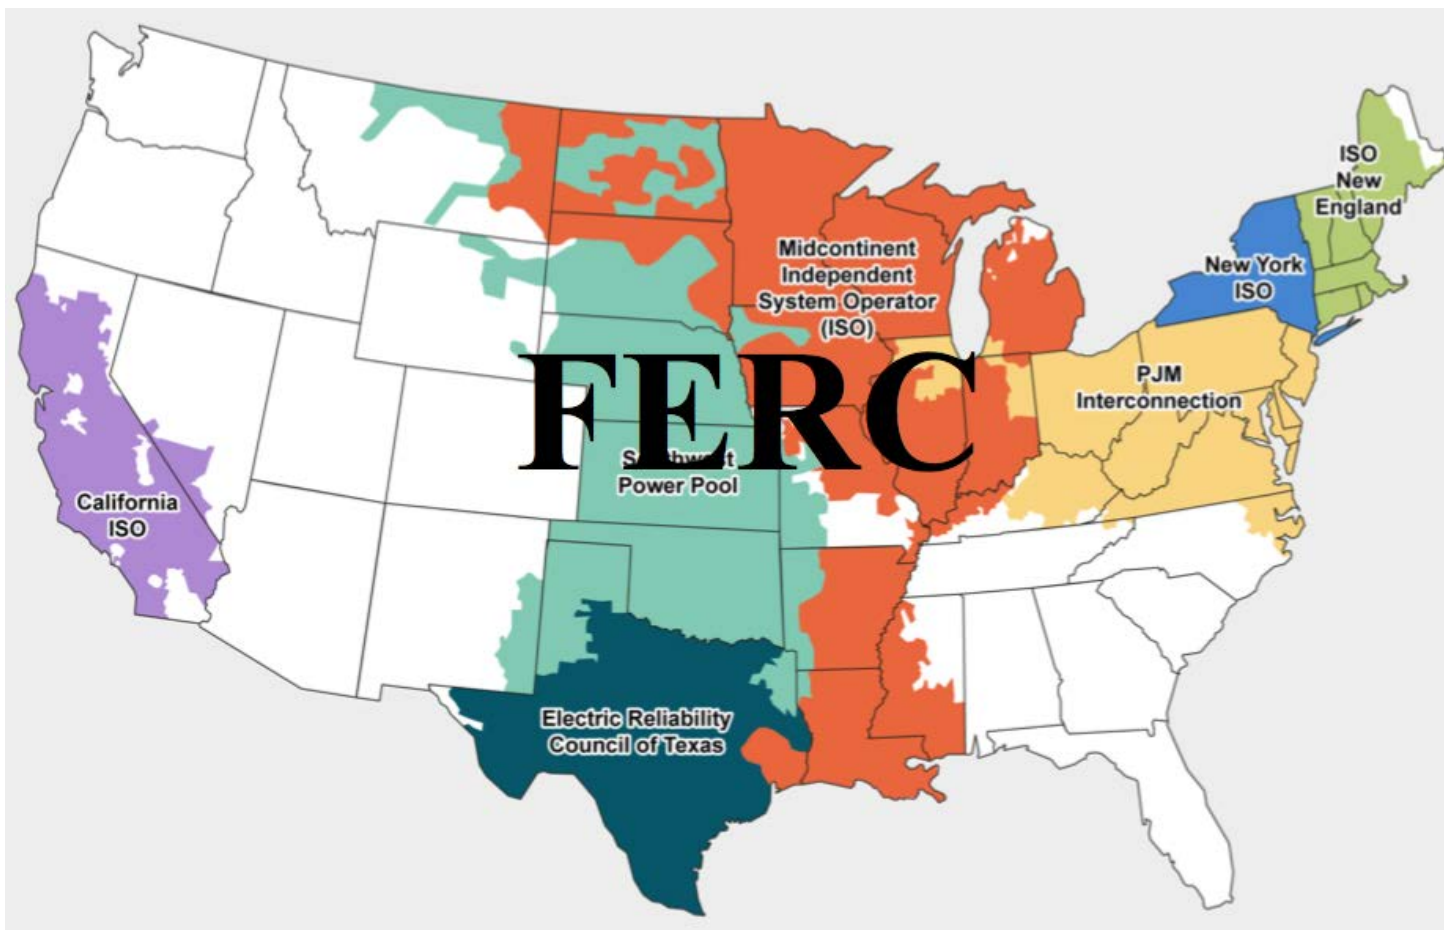 ISO
New
England
Midcontinent
Independent
System Operator
(ISO)
New York
ISO
FERC
PJM
Interconnection
Southwest
Power Pool
California
ISO
Electric Reliability
Council of Texas